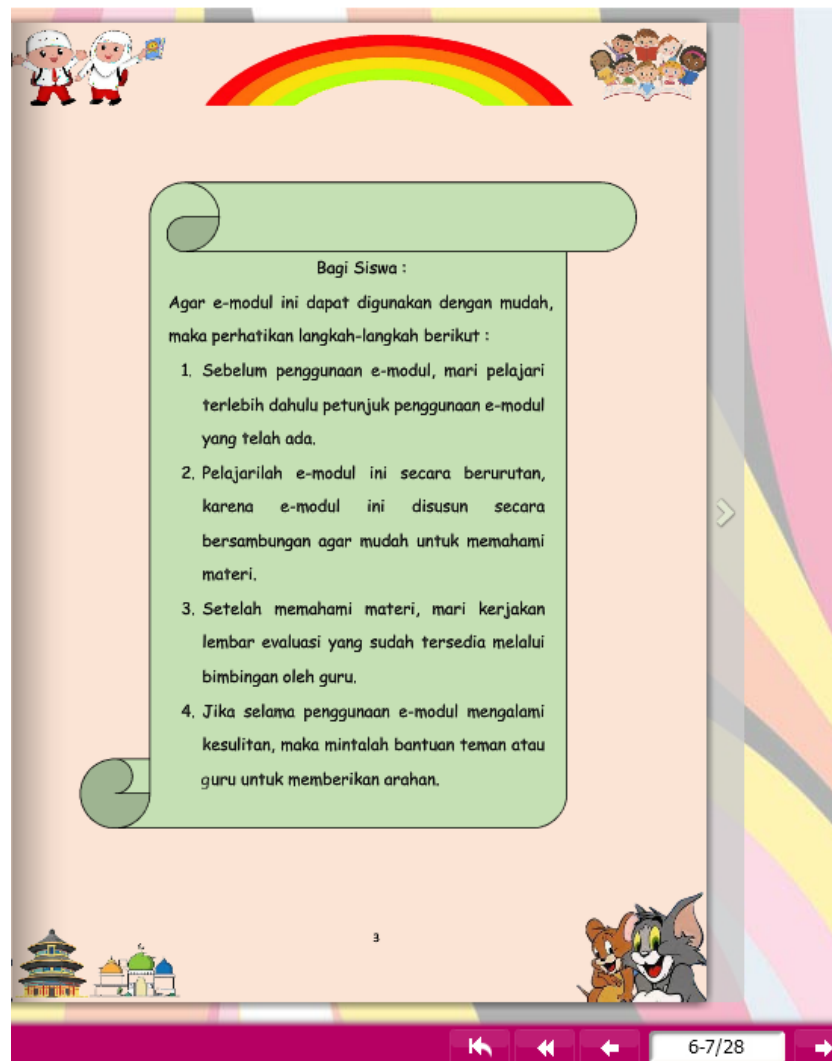 Bagi Siswa :
Agar e-modul ini dapat digunakan dengan mudah,
maka perhatikan langkah-langkah berikut :
1. Sebelum penggunaan e-modul, mari pelajari
terlebih dahulu petunjuk penggunaan e-modul
yang telah ada.
2. Pelajarilah e-modul ini secara berurutan,
karena e-modul ini disusun secara
bersambungan agar mudah untuk memahami
materi.
3. Setelah memahami materi, mari kerjakan
lembar evaluasi yang sudah tersedia melalui
bimbingan oleh guru.
4. Jika selama penggunaan e-modul mengalami
kesulitan, maka mintalah bantuan teman atau
guru untuk memberikan arahan.
3
6-7/28